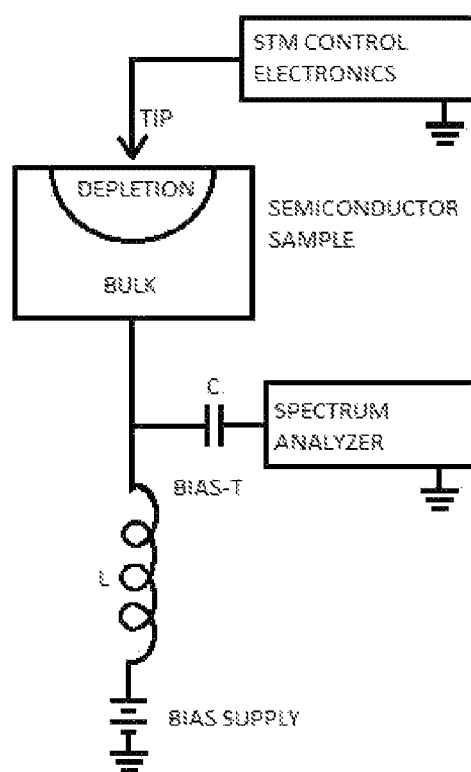 STM CONTROL
ELECTRONICS
TIP
DEPLETION
SEMICONDUCTOR
SAMPLE
BULK
C
SPECTRUM
ANALYZER
BIAS-T
L
BIAS SUPPLY